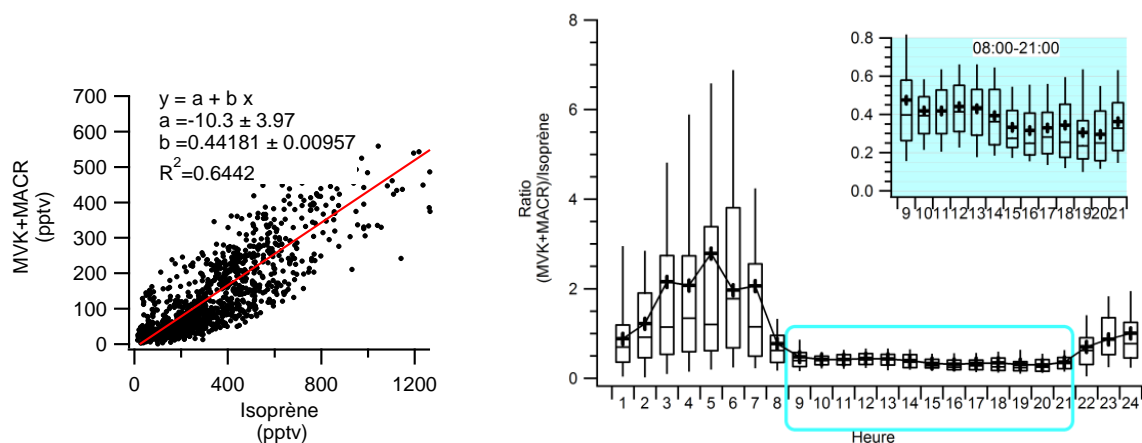 y = a + b x
a=-10.3 ± 3.97
b =0.44181 ± 0.00957
R²=0.6442
700
600
500
400
300
200
100
0
MVK+MACR
(pptv)
0 400 800 1200
Isoprène
(pptv)
8
6
4
2
0
Ratio
(MVK+MACR)/Isoprène
1 2 3 4 5 6 7 8 9 10 11 12 13 14 15 16 17 18 19 20 21 22 23 24
Heure
08:00-21:00
0.8
0.6
0.4
0.2
0.0
9 10 11 12 13 14 15 16 17 18 19 20 21